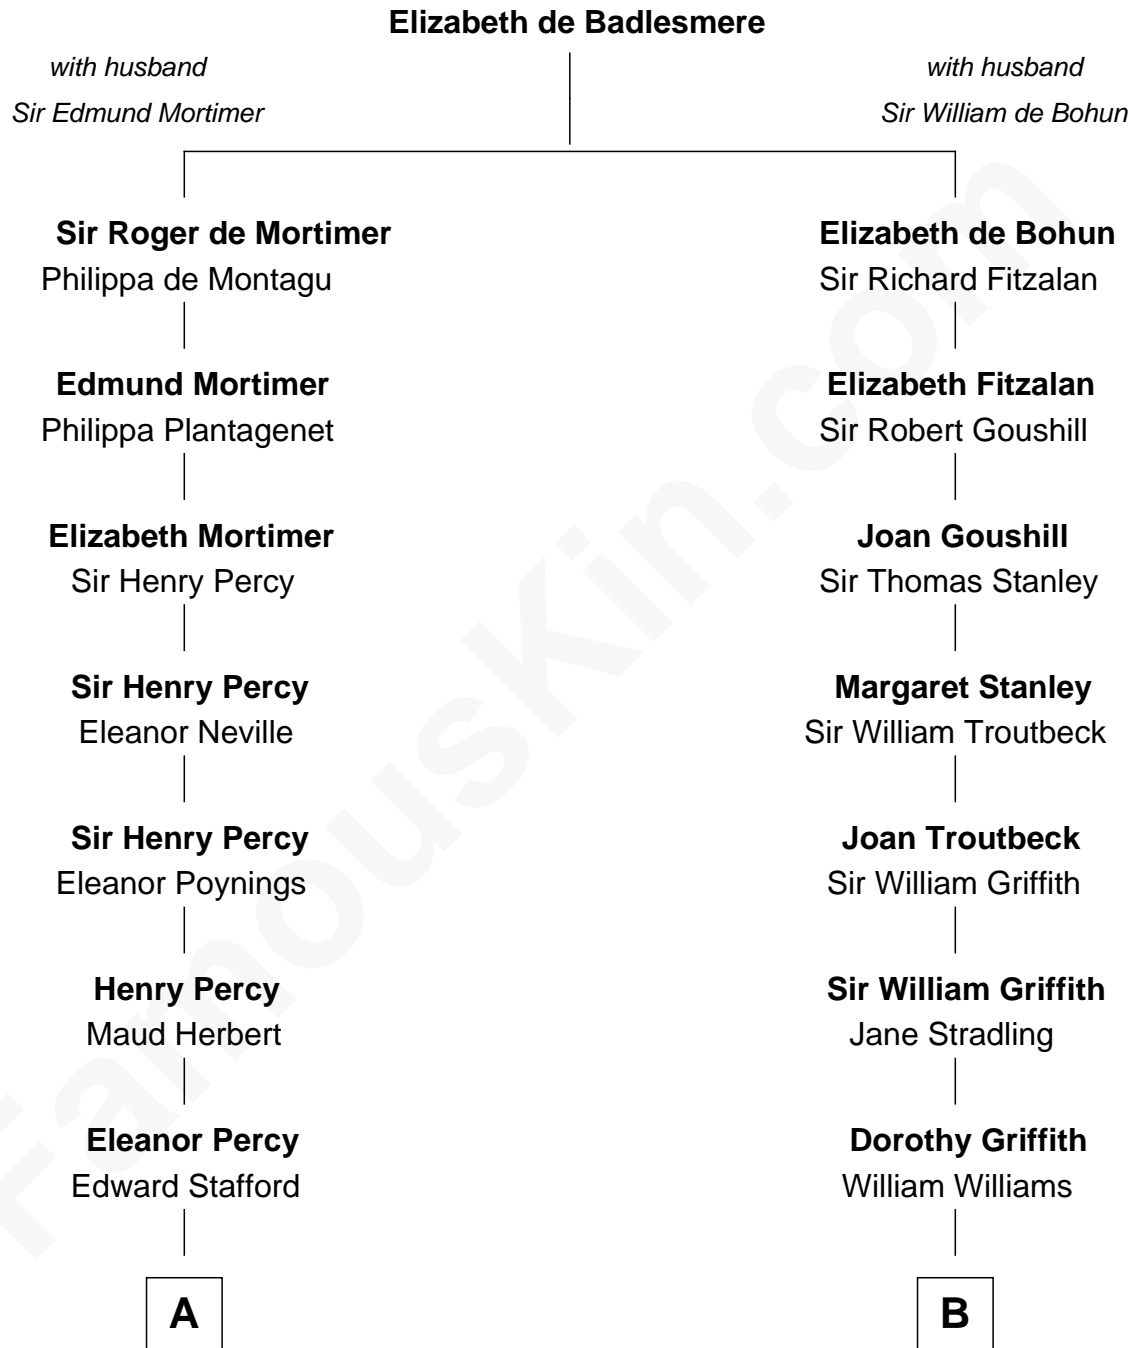 Elizabeth de Badlesmere
with husband
Sir Edmund Mortimer
with husband
Sir William de Bohun
Sir Roger de Mortimer
Philippa de Montagu
Edmund Mortimer
Philippa Plantagenet
Elizabeth Mortimer
Sir Henry Percy
Sir Henry Percy
Eleanor Neville
Sir Henry Percy
Eleanor Poynings
Henry Percy
Maud Herbert
Eleanor Percy
Edward Stafford
A
Elizabeth de Bohun
Sir Richard Fitzalan
Elizabeth Fitzalan
Sir Robert Goushill
Joan Goushill
Sir Thomas Stanley
Margaret Stanley
Sir William Troutbeck
Joan Troutbeck
Sir William Griffith
Sir William Griffith
Jane Stradling
Dorothy Griffith
William Williams
B
FamousKin.com